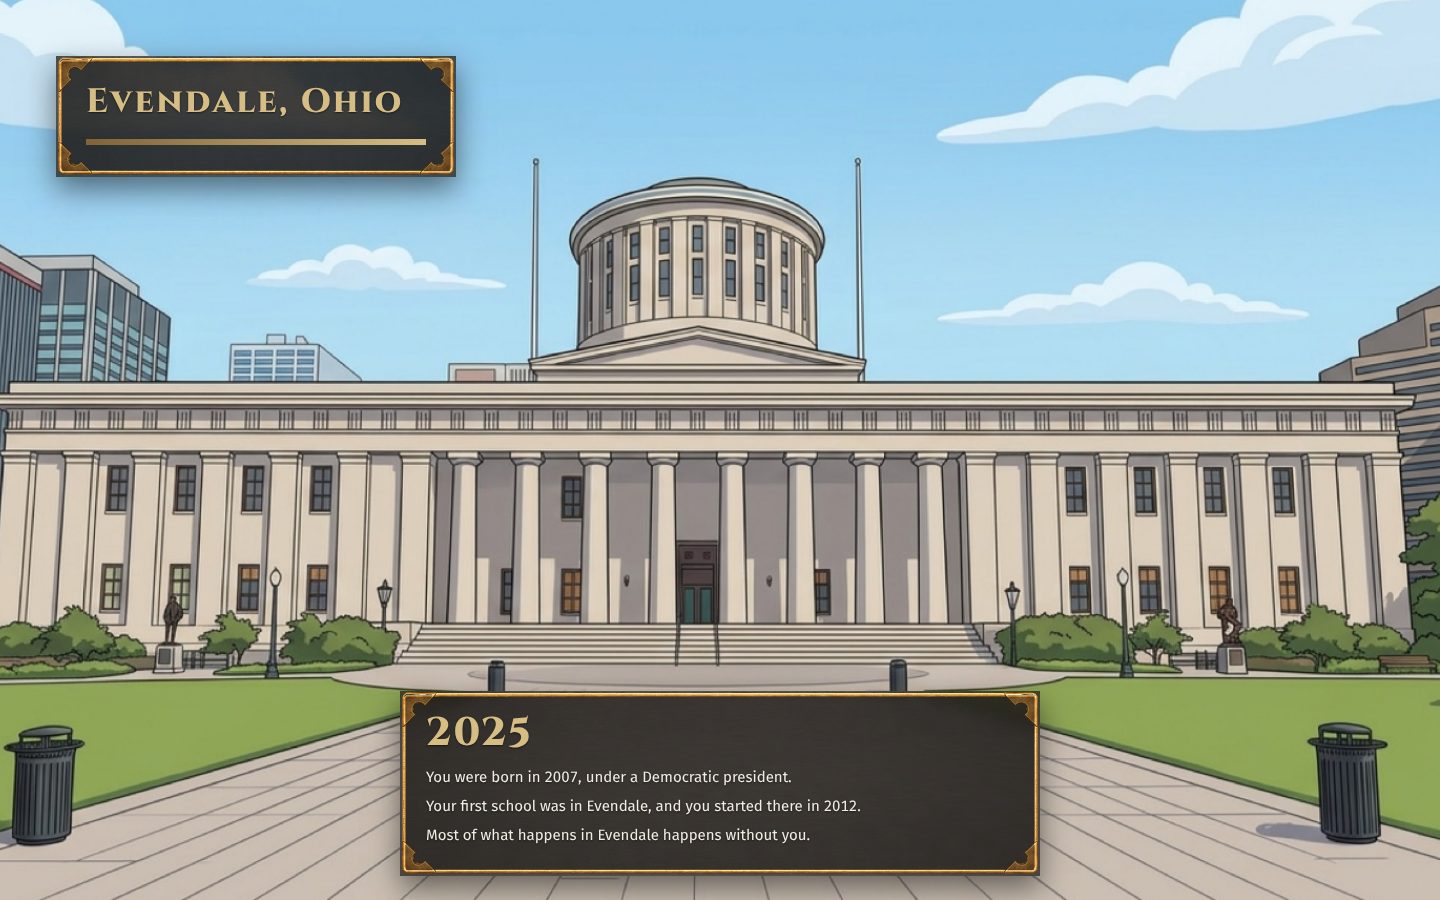 Evendale, Ohio
2025
You were born in 2007, under a Democratic president.
Your first school was in Evendale, and you started there in 2012.
Most of what happens in Evendale happens without you.